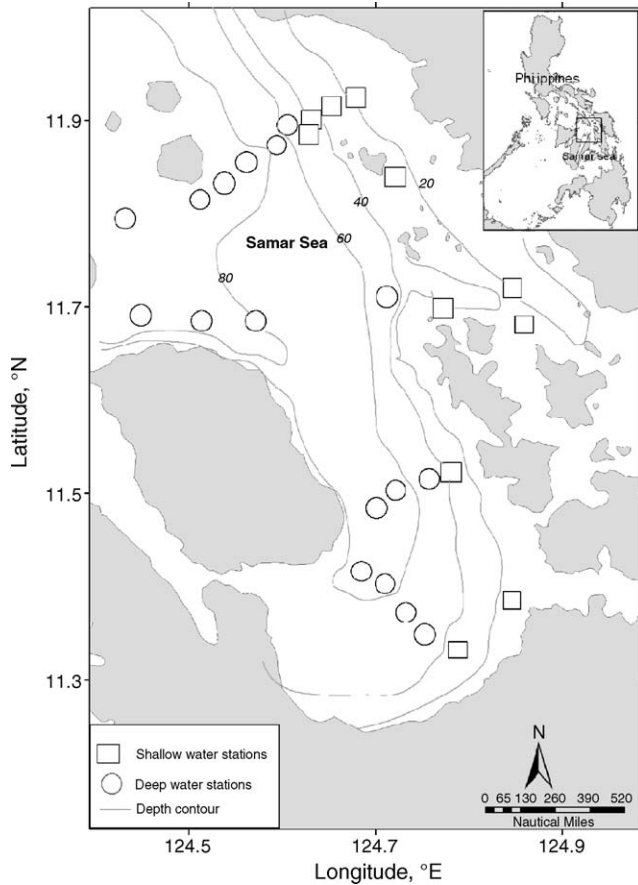 Philippines
Samar sea
11.9
20
40
60
Samar Sea
80
11.7
Latitude, °N
11.5
11.3
Shallow water stations
Deep water stations
Depth contour
N
0 65 130 260 390 520
Nautical Miles
124.5 124.7 124.9
Longitude, °E